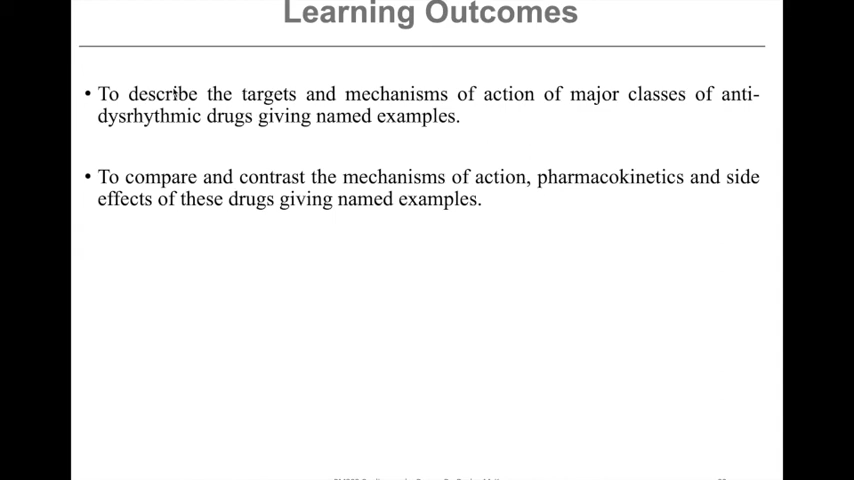 Learning Outcomes
• To describe the targets and mechanisms of action of major classes of anti-
dysrhythmic drugs giving named examples.
• To compare and contrast the mechanisms of action, pharmacokinetics and side
effects of these drugs giving named examples.